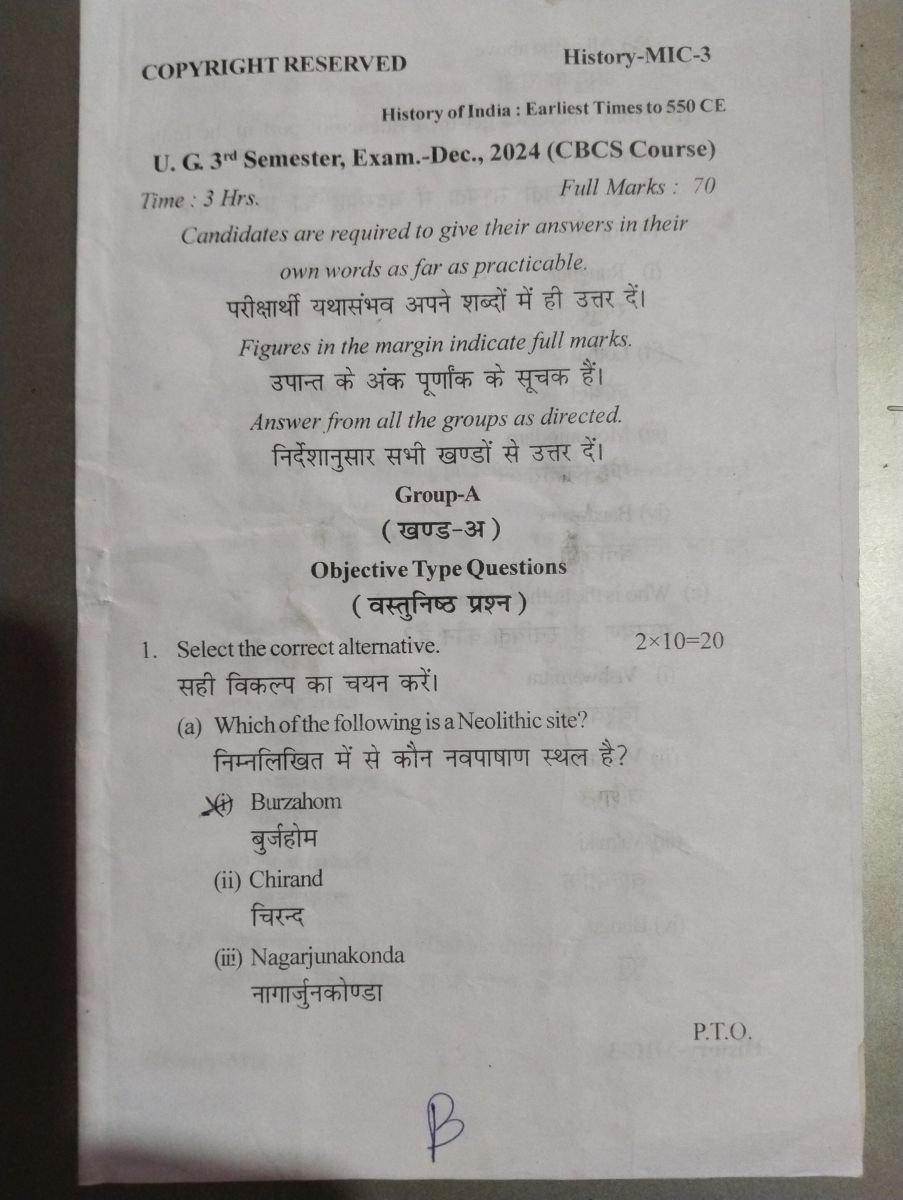 COPYRIGHT RESERVED History-MIC-3
History of India : Earliest Times to 550 CE
U. G. 3rd Semester, Exam.-Dec., 2024 (CBCS Course)
Time : 3 Hrs. Full Marks : 70
Candidates are required to give their answers in their
own words as far as practicable.
परीक्षार्थी यथासंभव अपने शब्दों में ही उत्तर दें।
Figures in the margin indicate full marks.
उपान्त के अंक पूर्णांक के सूचक हैं।
Answer from all the groups as directed.
निर्देशानुसार सभी खण्डों से उत्तर दें।
Group-A
( खण्ड-अ )
Objective Type Questions
( वस्तुनिष्ठ प्रश्न )
1. Select the correct alternative. 2×10=20
सही विकल्प का चयन करें।
(a) Which of the following is a Neolithic site?
निम्नलिखित में से कौन नवपाषाण स्थल है?
(i) Burzahom
बुर्जहोम
(ii) Chirand
चिरन्द
(iii) Nagarjunakonda
नागार्जुनकोण्डा
P.T.O.
B